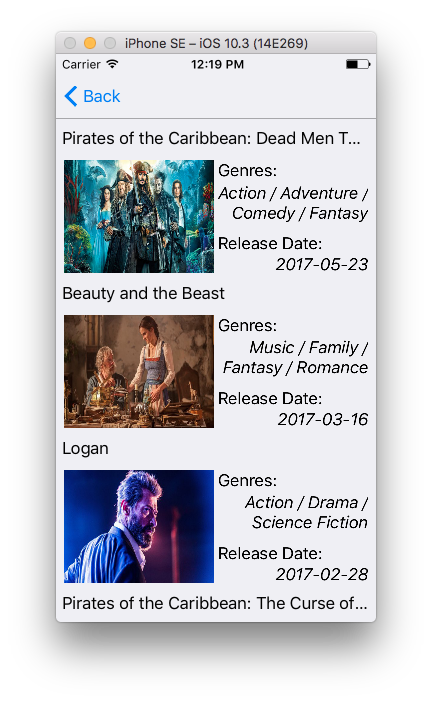 iPhone SE – iOS 10.3 (14E269)
Carrier 12:19 PM
Back
Pirates of the Caribbean: Dead Men T...
Genres:
Action / Adventure /
Comedy / Fantasy
Release Date:
2017-05-23
Beauty and the Beast
Genres:
Music / Family /
Fantasy / Romance
Release Date:
2017-03-16
Logan
Genres:
Action / Drama /
Science Fiction
Release Date:
2017-02-28
Pirates of the Caribbean: The Curse of...